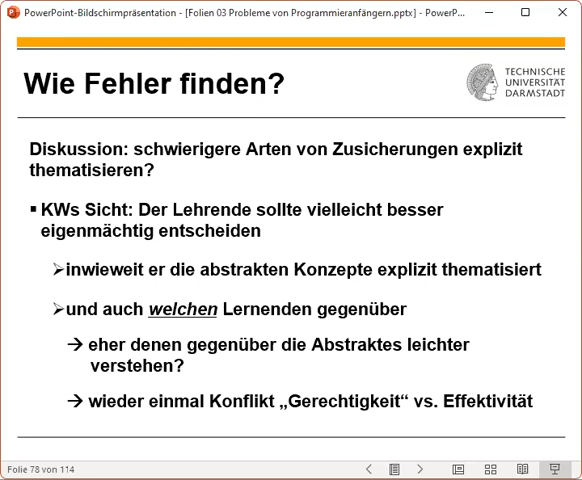 PowerPoint-Bildschirmpräsentation - [Folien 03 Probleme von Programmieranfängern.pptx] - PowerP...
Wie Fehler finden?
TECHNISCHE
UNIVERSITÄT
DARMSTADT
Diskussion: schwierigere Arten von Zusicherungen explizit
thematisieren?
▪ KWs Sicht: Der Lehrende sollte vielleicht besser
eigenmächtig entscheiden
➢inwieweit er die abstrakten Konzepte explizit thematisiert
➢und auch welchen Lernenden gegenüber
→ eher denen gegenüber die Abstraktes leichter
verstehen?
→ wieder einmal Konflikt „Gerechtigkeit“ vs. Effektivität
Folie 78 von 114